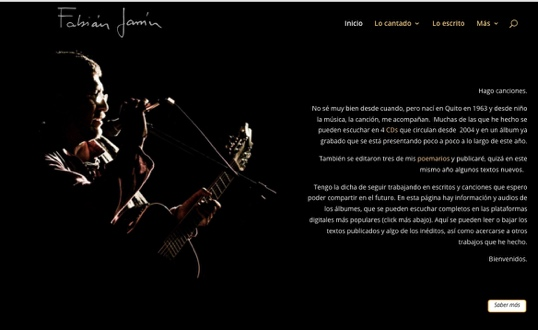 Fabián Jarrín
Inicio Lo cantado Lo escrito Más
Hago canciones.
No sé muy bien desde cuando, pero nací en Quito en 1963 y desde niño
la música, la canción, me acompañan. Muchas de las que he hecho se
pueden escuchar en 4 CDs que circulan desde 2004 y en un álbum ya
grabado que se está presentando poco a poco a lo largo de este año.
También se editaron tres de mis poemarios y publicaré, quizá en este
mismo año algunos textos nuevos.
Tengo la dicha de seguir trabajando en escritos y canciones que espero
poder compartir en el futuro. En esta página hay información y audios de
los álbumes, que se pueden escuchar completos en las plataformas
digitales más populares (click más abajo). Aquí se pueden leer o bajar los
textos publicados y algo de los inéditos, así como acercarse a otros
trabajos que he hecho.
Bienvenidos.
Saber más